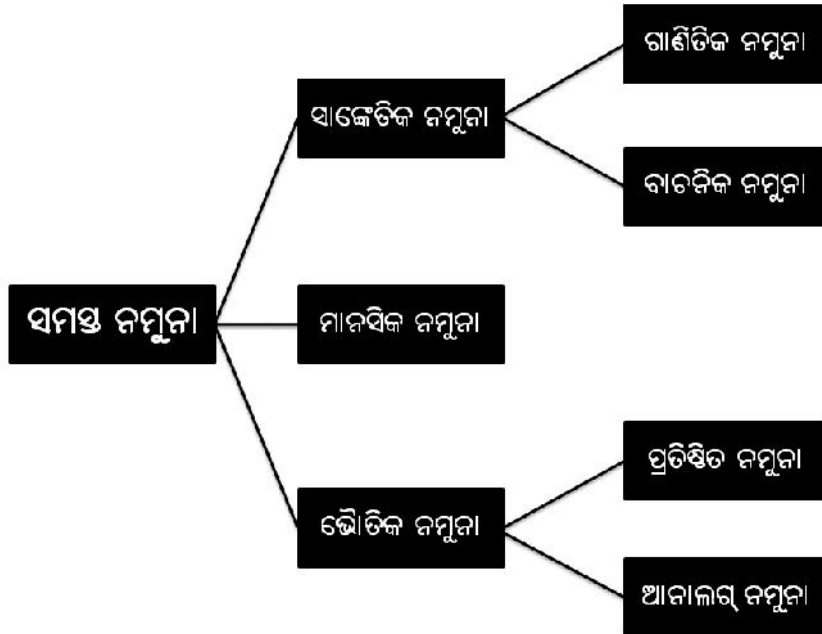 ସମସ୍ତ ନମୁନା
ସାଙ୍କେତିକ ନମୁନା
ଗାଣିତିକ ନମୁନା
ବାଚନିକ ନମୁନା
ମାନସିକ ନମୁନା
ଭୌତିକ ନମୁନା
ପ୍ରତିଷ୍ଠିତ ନମୁନା
ଆନାଲଗ୍ ନମୁନା